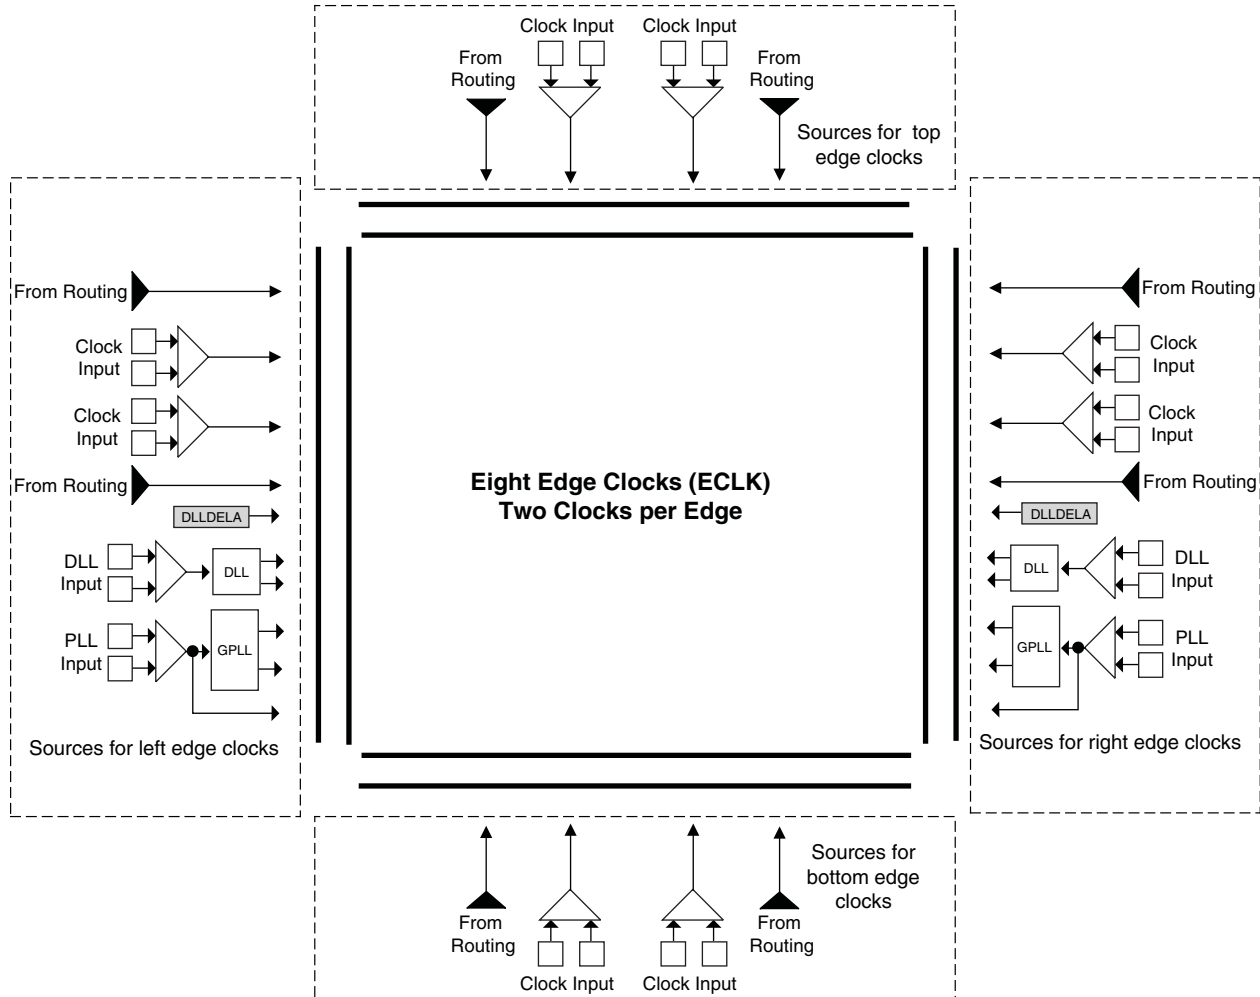 Clock Input
Clock Input
From
Routing
From
Routing
Sources for top
edge clocks
From Routing
Clock
Input
Clock
Input
From Routing
DLLDELA
DLL
Input
DLL
PLL
Input
GPLL
Sources for left edge clocks
Eight Edge Clocks (ECLK)
Two Clocks per Edge
From Routing
Clock
Input
Clock
Input
From Routing
DLLDELA
DLL
DLL
Input
GPLL
PLL
Input
Sources for right edge clocks
Sources for
bottom edge
clocks
From
Routing
From
Routing
Clock Input
Clock Input